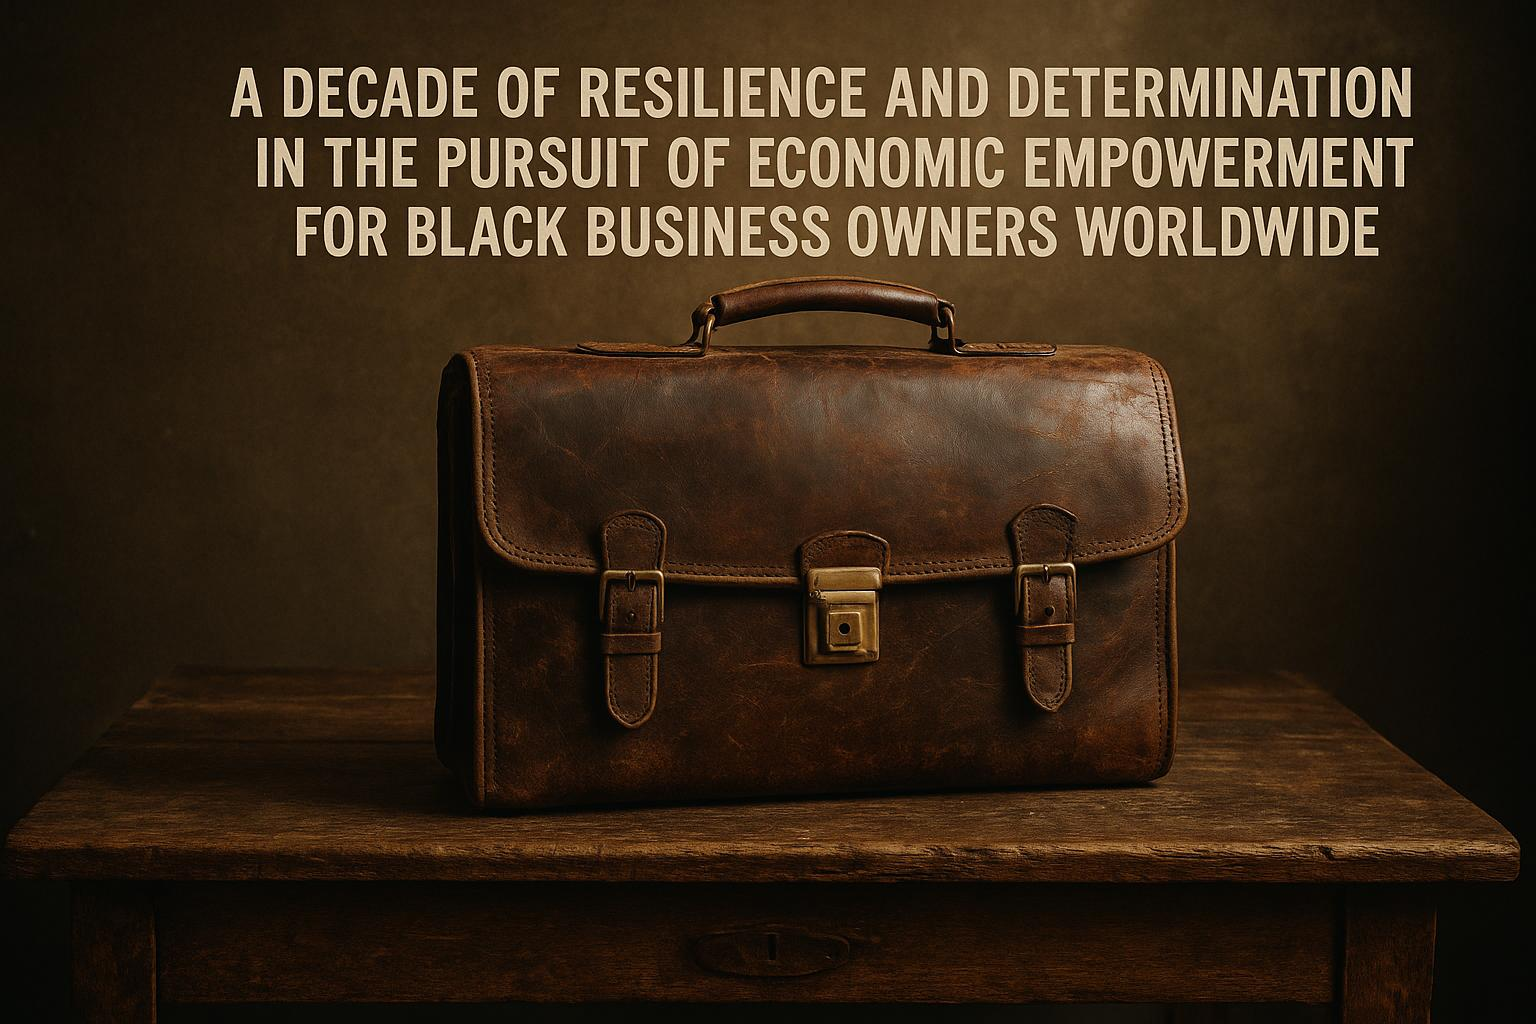 A DECADE OF RESILIENCE AND DETERMINATION
IN THE PURSUIT OF ECONOMIC EMPOWERMENT
FOR BLACK BUSINESS OWNERS WORLDWIDE